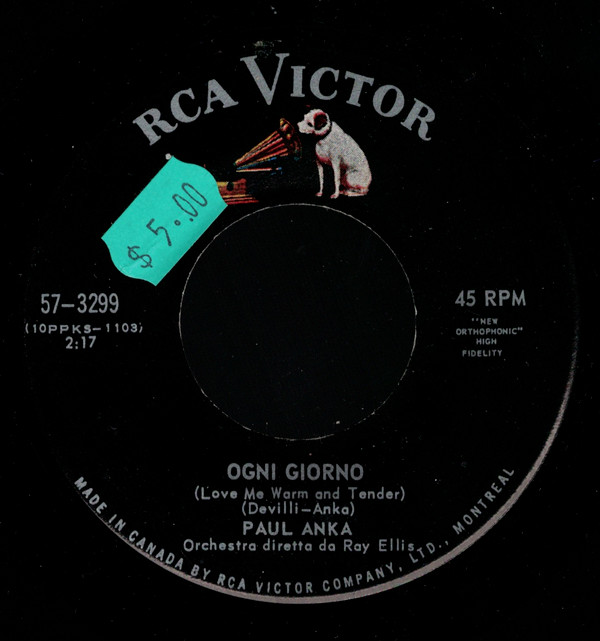 RCA VICTOR
$ 5.00
57-3299
(10PPKS-1103)
2:17
45 RPM
"NEW
ORTHOPHONIC"
HIGH
FIDELITY
OGNI GIORNO
(Love Me Warm and Tender)
(Devilli-Anka)
PAUL ANKA
Orchestra diretta da Ray Ellis
MADE IN CANADA BY RCA VICTOR COMPANY, LTD., MONTREAL